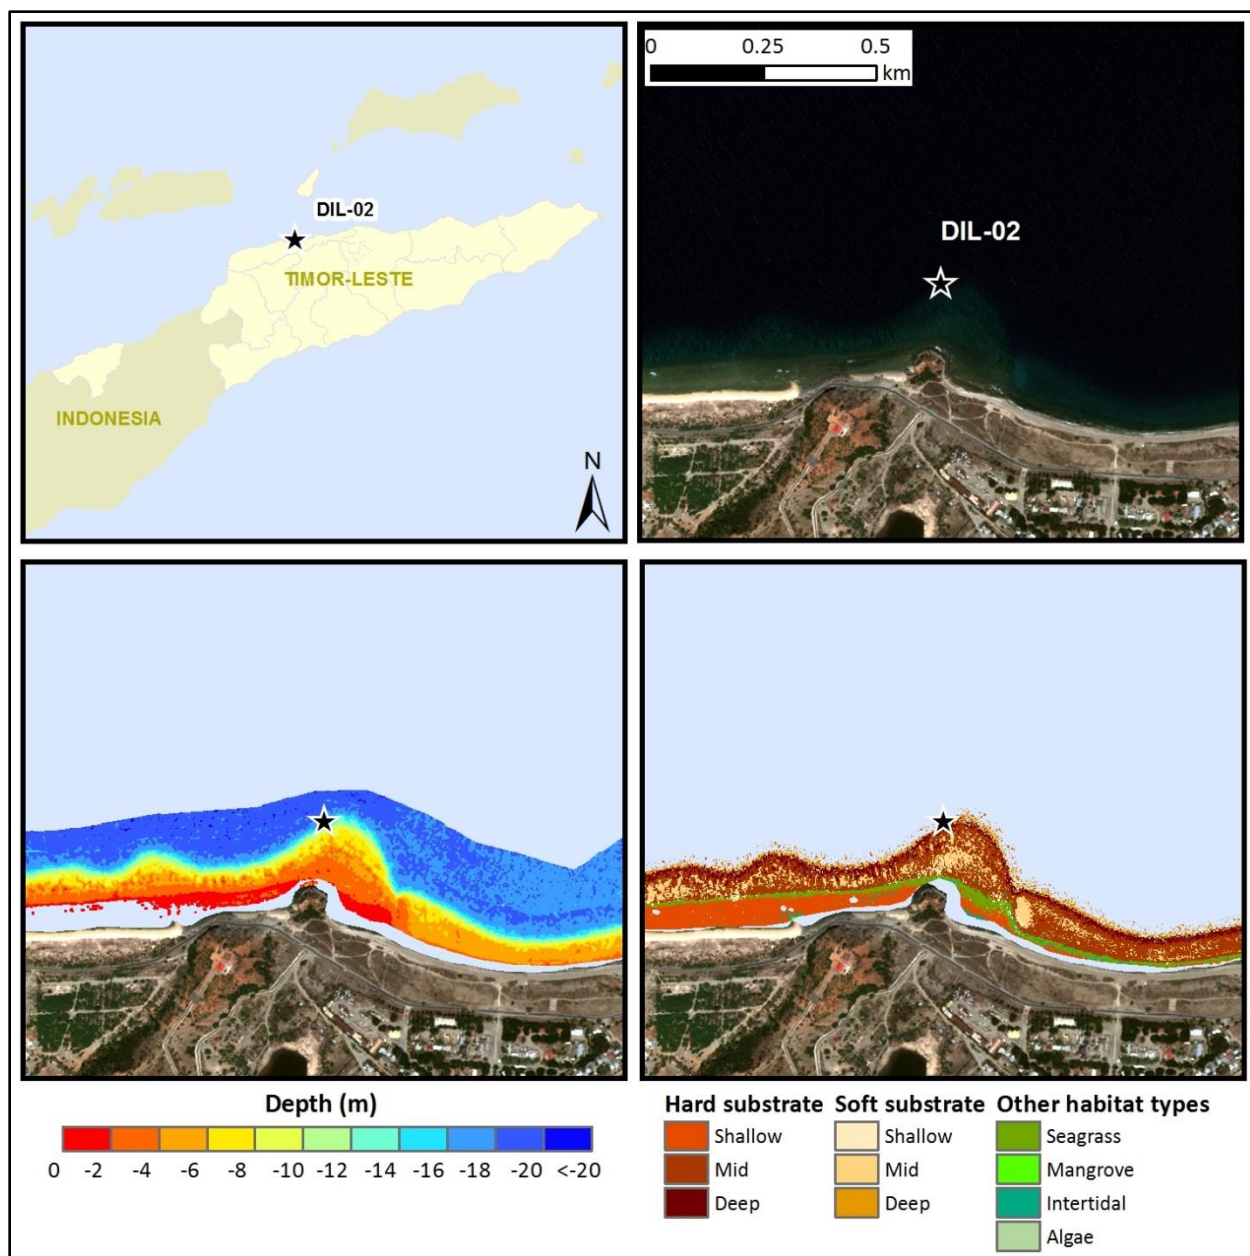 DIL-02
TIMOR-LESTE
INDONESIA
N
0 0.25 0.5
km
DIL-02
Depth (m)
0 -2 -4 -6 -8 -10 -12 -14 -16 -18 -20 <-20
Hard substrate
Shallow
Mid
Deep
Soft substrate
Shallow
Mid
Deep
Other habitat types
Seagrass
Mangrove
Intertidal
Algae